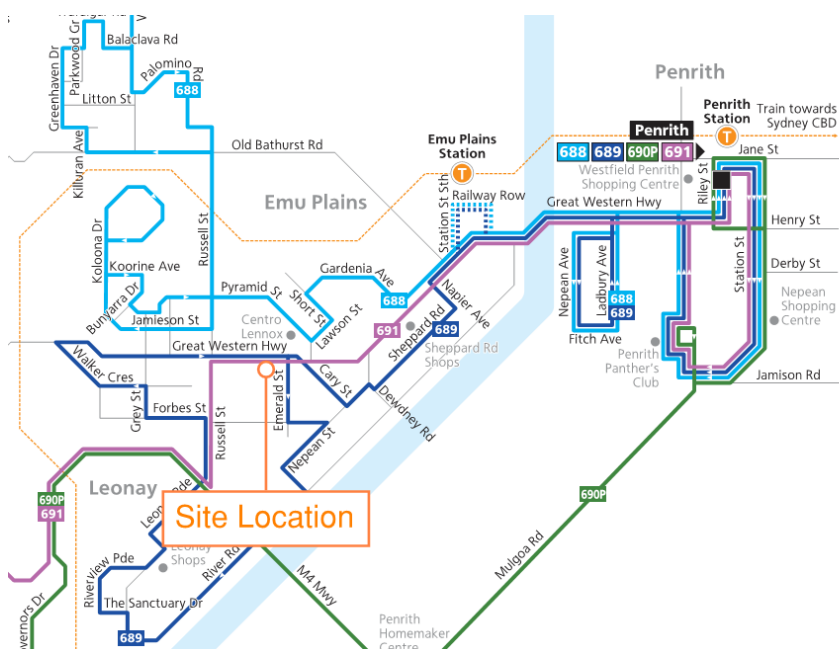 Balaclava Rd
Parkwood Gr
Greenhaven Dr
Palomino
Rd
688
Litton St
Killuran Ave
Old Bathurst Rd
Emu Plains
Koloona Dr
Koorine Ave
Bunyarra Dr
Jamieson St
Russell St
Pyramid St
Short St
Gardenia Ave
688
Lawson St
Centro
Lennox
691
Great Western Hwy
Emu Plains
Station
T
Railway Row
Station St Sth
Napier Ave
689
Sheppard Rd
Sheppard Rd
Shops
Walker Cres
Grey St
Forbes St
Russell St
Emerald St
Cary St
Dewdney Rd
Nepean St
Leonay
690P
691
Site Location
Leonay Pde
Leonay
Shops
Riverview Pde
River Rd
The Sanctuary Dr
689
M4 Mwy
Penrith
Penrith
Station
T
Train towards
Sydney CBD
Penrith
688 689 690P 691
Westfield Penrith
Shopping Centre
Riley St
Jane St
Great Western Hwy
Henry St
Station St
Derby St
Nepean Ave
Ladbury Ave
688
689
Fitch Ave
Nepean
Shopping
Centre
Penrith
Panther's
Club
Jamison Rd
690P
Mulgoa Rd
Penrith
Homemaker
Centre